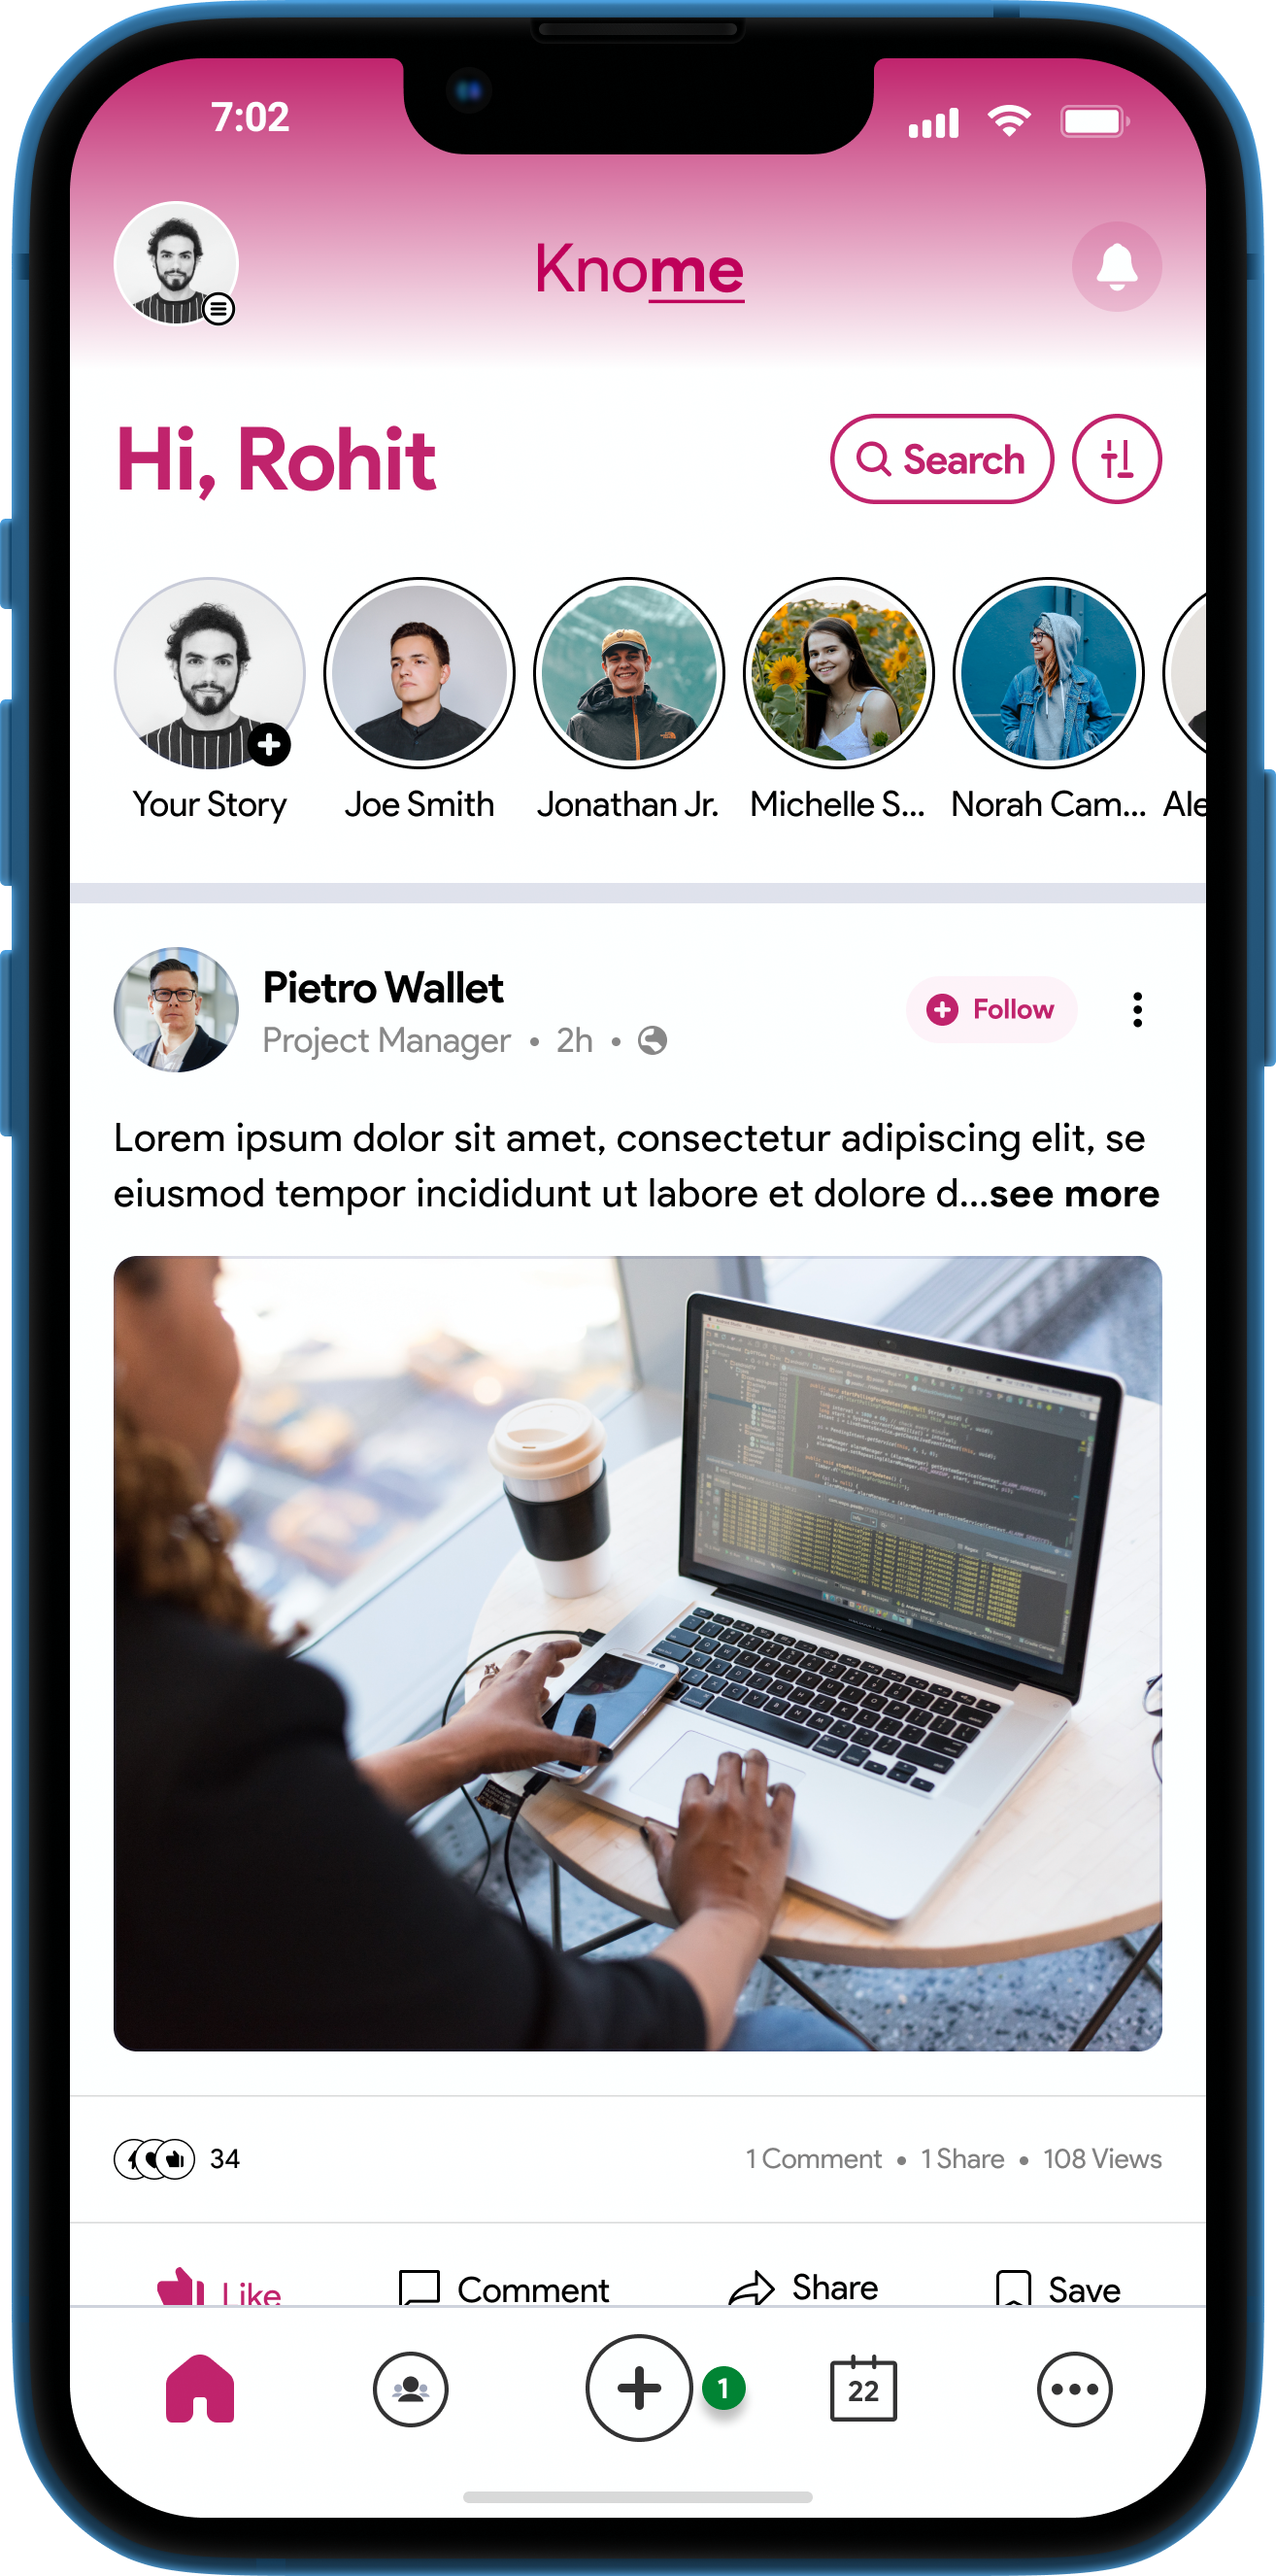 7:02
Knome
Hi, Rohit
Search
Your Story
Joe Smith
Jonathan Jr.
Michelle S...
Norah Cam...
Ale
Pietro Wallet
Project Manager • 2h •
Follow
Lorem ipsum dolor sit amet, consectetur adipiscing elit, se
eiusmod tempor incididunt ut labore et dolore d...see more
34
1 Comment • 1 Share • 108 Views
Like
Comment
Share
Save
1
22